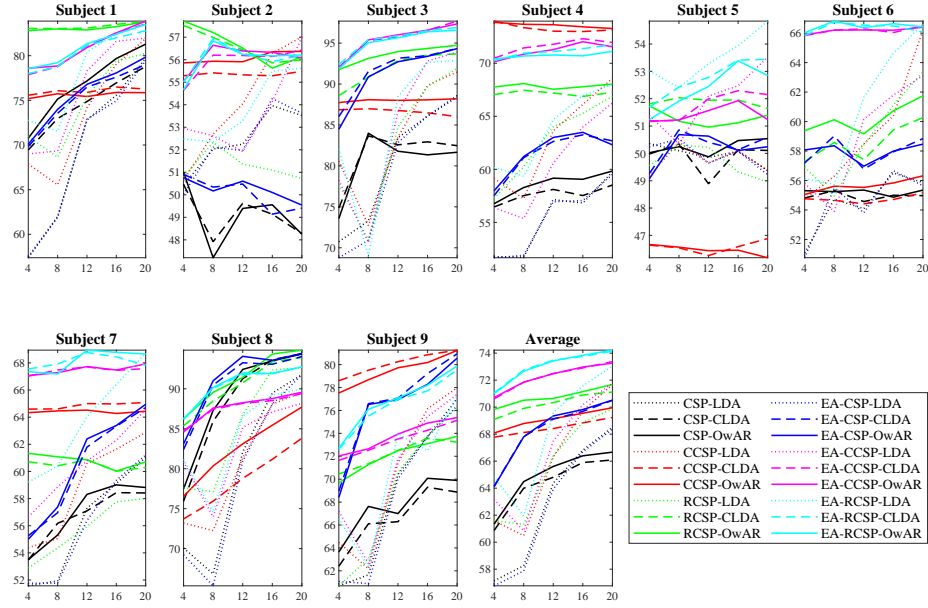 Subject 1
Subject 2
Subject 3
Subject 4
Subject 5
Subject 6
80
75
70
65
60
4 8 12 16 20
57
56
55
54
53
52
51
50
49
48
4 8 12 16 20
95
90
85
80
75
70
4 8 12 16 20
70
65
60
55
4 8 12 16 20
54
53
52
51
50
49
48
47
4 8 12 16 20
66
64
62
60
58
56
54
52
4 8 12 16 20
Subject 7
Subject 8
Subject 9
Average
68
66
64
62
60
58
56
54
52
4 8 12 16 20
90
85
80
75
70
4 8 12 16 20
80
75
70
65
4 8 12 16 20
74
72
70
68
66
64
62
60
58
4 8 12 16 20
CSP-LDA
CSP-CLDA
CSP-OwAR
CCSP-LDA
CCSP-CLDA
CCSP-OwAR
RCSP-LDA
RCSP-CLDA
RCSP-OwAR
EA-CSP-LDA
EA-CSP-CLDA
EA-CSP-OwAR
EA-CCSP-LDA
EA-CCSP-CLDA
EA-CCSP-OwAR
EA-RCSP-LDA
EA-RCSP-CLDA
EA-RCSP-OwAR